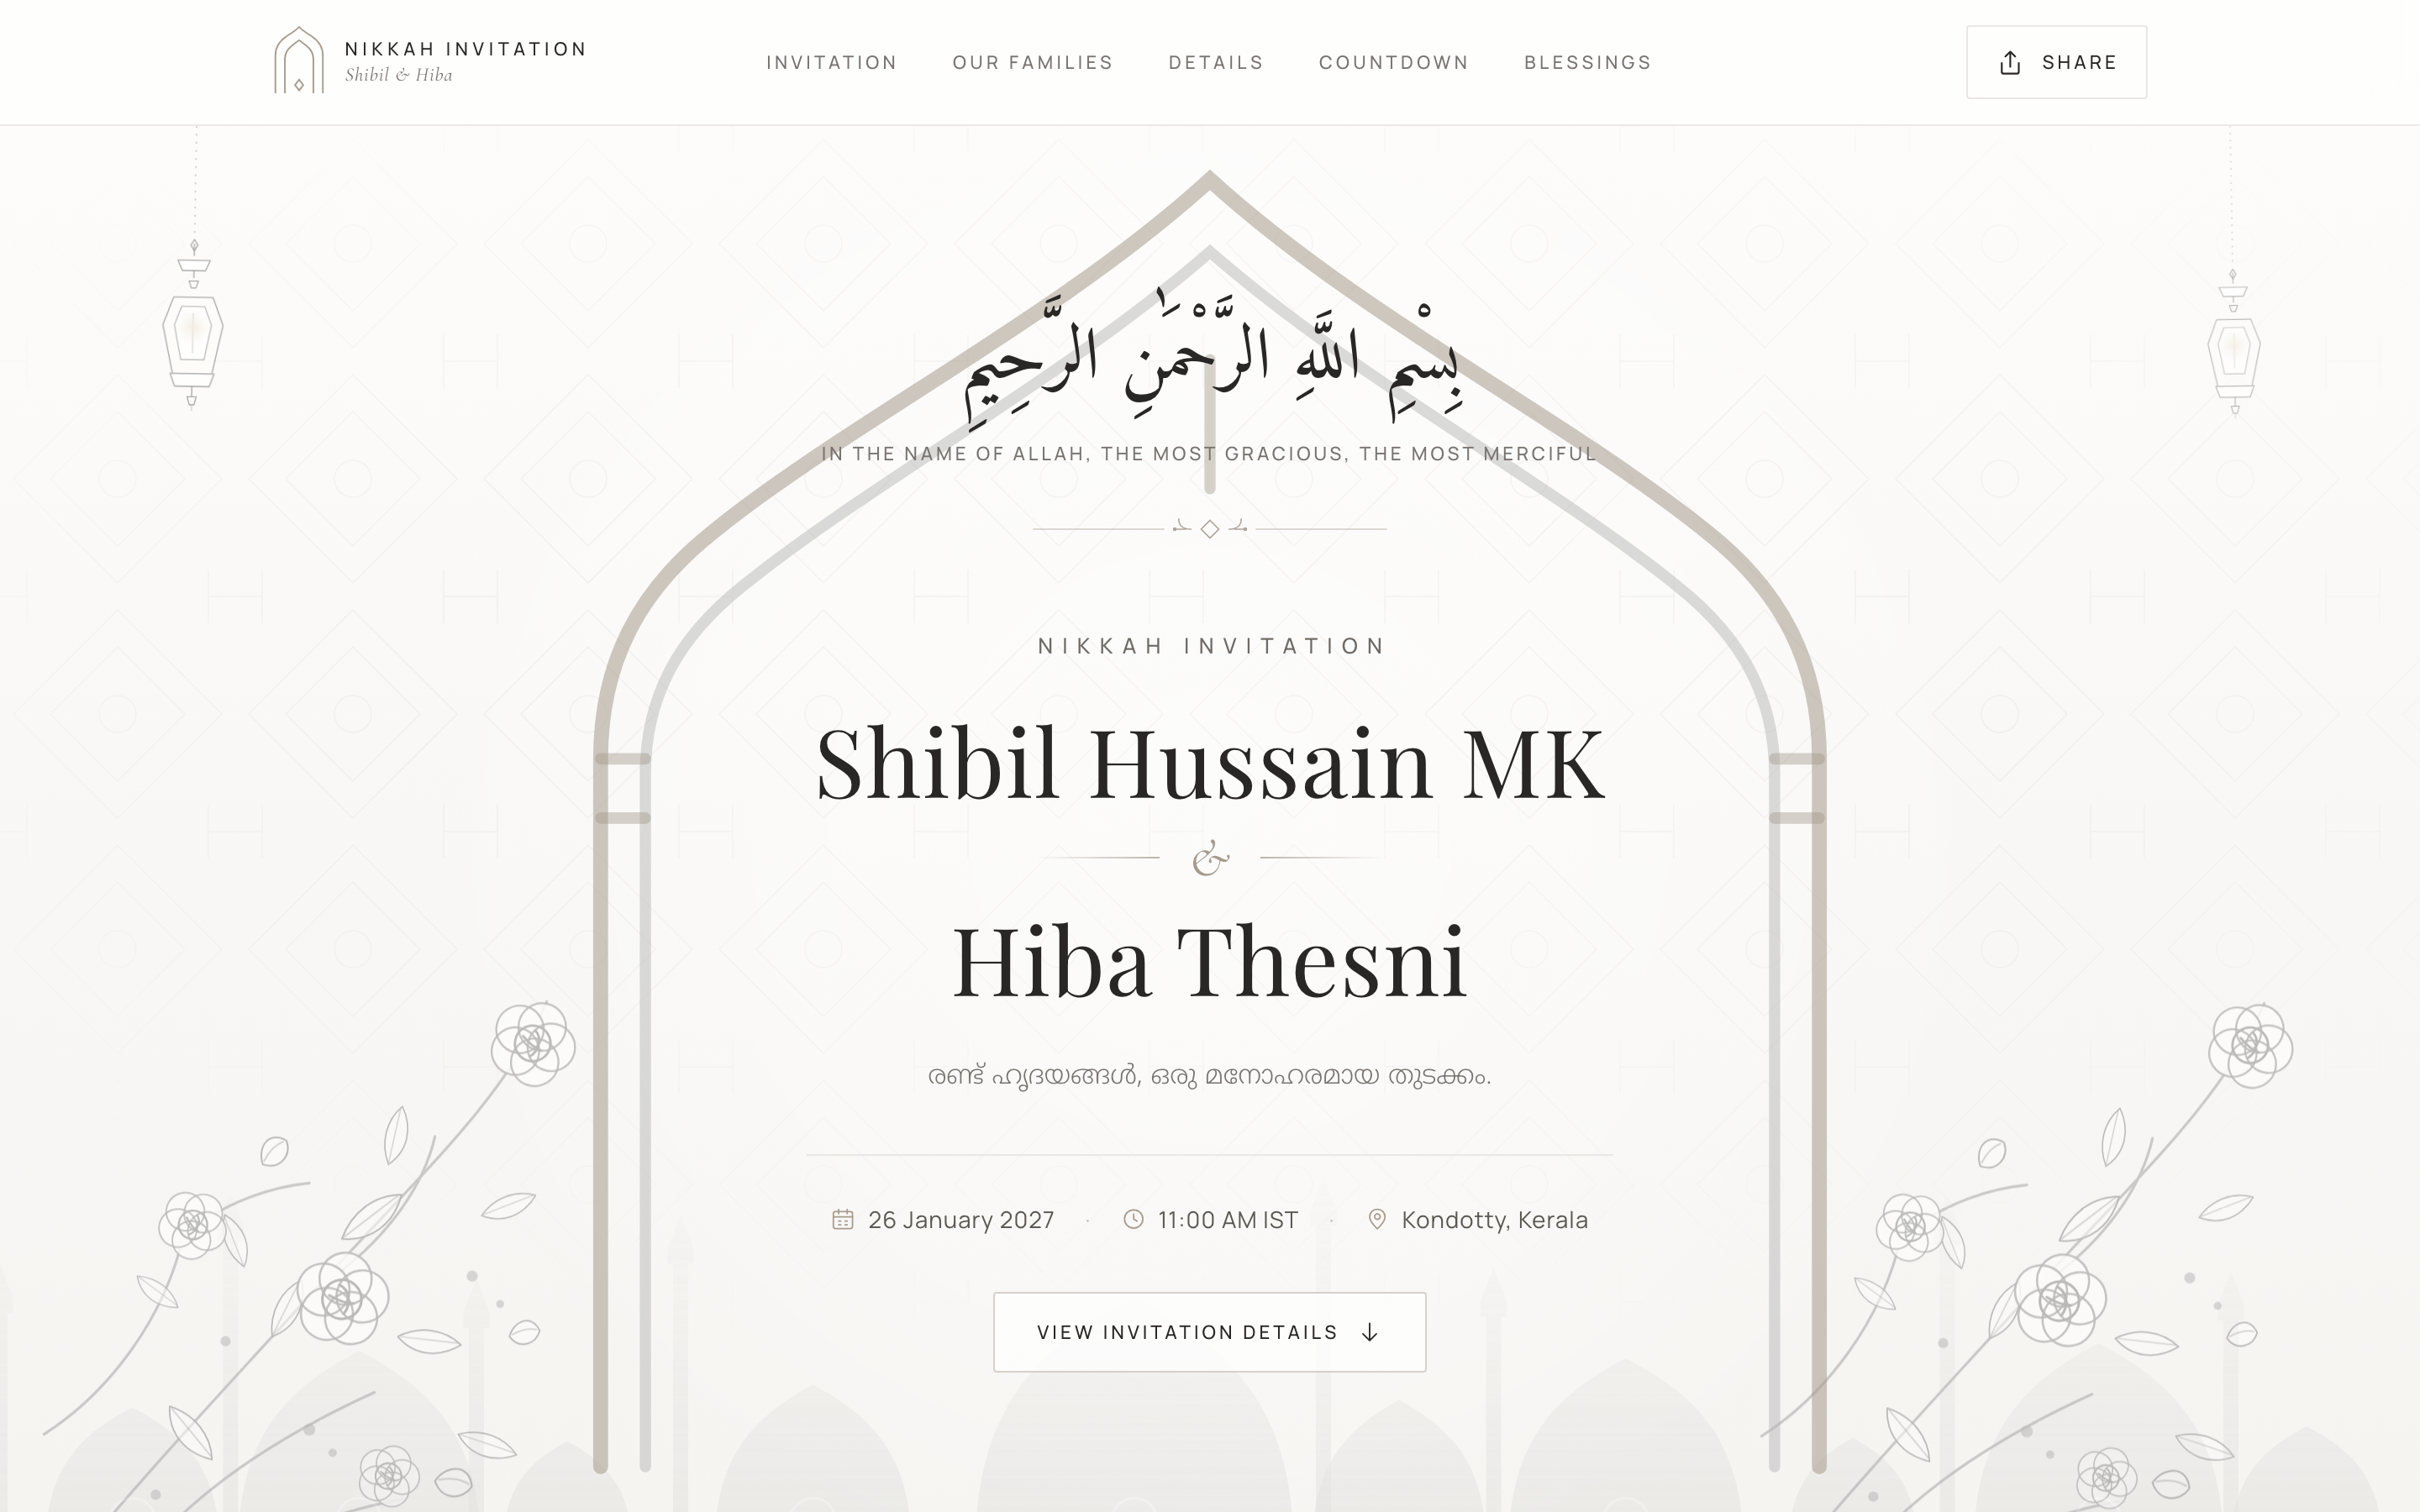 NIKKAH INVITATION
Shibil & Hiba
INVITATION
OUR FAMILIES
DETAILS
COUNTDOWN
BLESSINGS
SHARE
بِسْمِ اللَّهِ الرَّحْمَٰنِ الرَّحِيمِ
IN THE NAME OF ALLAH, THE MOST GRACIOUS, THE MOST MERCIFUL
NIKKAH INVITATION
Shibil Hussain MK
&
Hiba Thesni
രണ്ട് ഹൃദയങ്ങൾ, ഒരു മനോഹരമായ തുടക്കം.
26 January 2027 · 11:00 AM IST · Kondotty, Kerala
VIEW INVITATION DETAILS